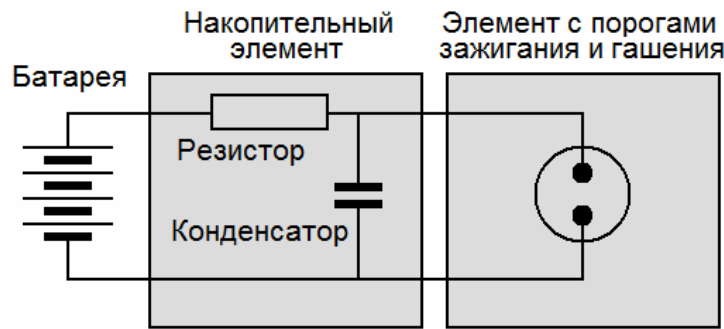 Накопительный
элемент
Элемент с порогами
зажигания и гашения
Батарея
Резистор
Конденсатор